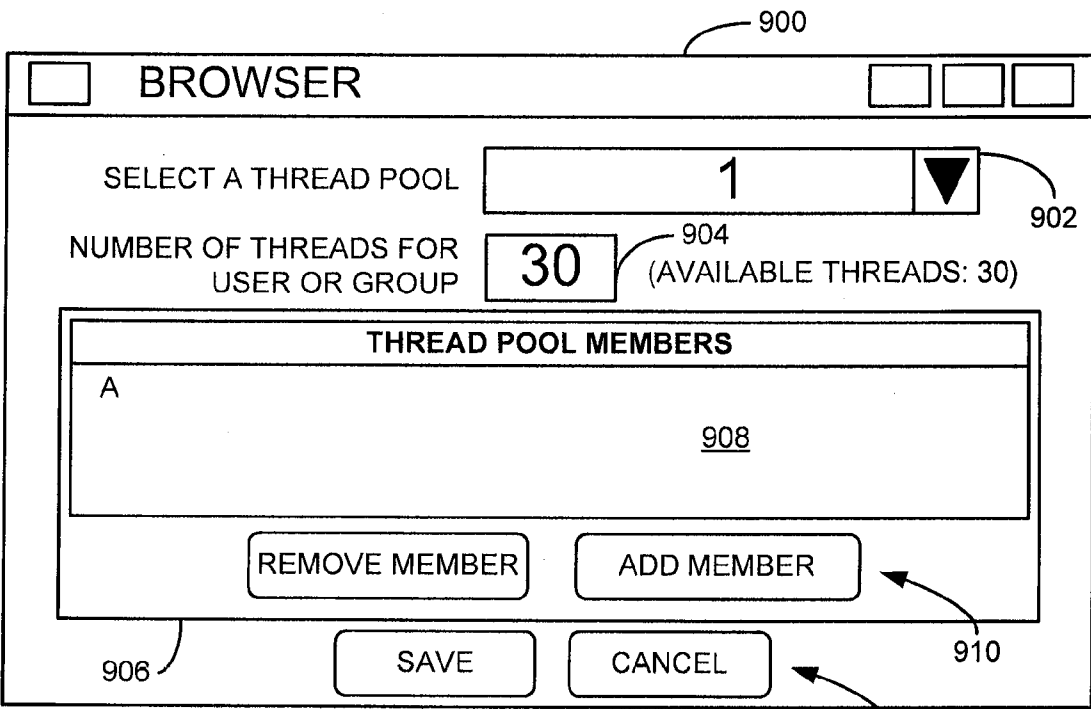 900
BROWSER
SELECT A THREAD POOL 1
902
NUMBER OF THREADS FOR
USER OR GROUP 30 904 (AVAILABLE THREADS: 30)
THREAD POOL MEMBERS
A
908
REMOVE MEMBER ADD MEMBER
910
906
SAVE CANCEL